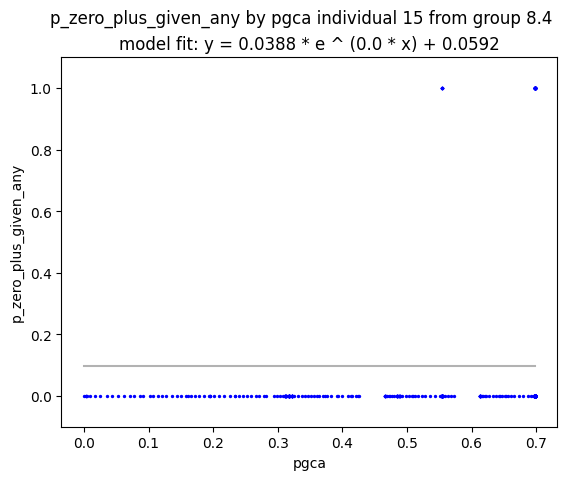 p_zero_plus_given_any by pgca individual 15 from group 8.4
model fit: y = 0.0388 * e ^ (0.0 * x) + 0.0592
1.0
0.8
0.6
0.4
0.2
0.0
p_zero_plus_given_any
0.0 0.1 0.2 0.3 0.4 0.5 0.6 0.7
pgca